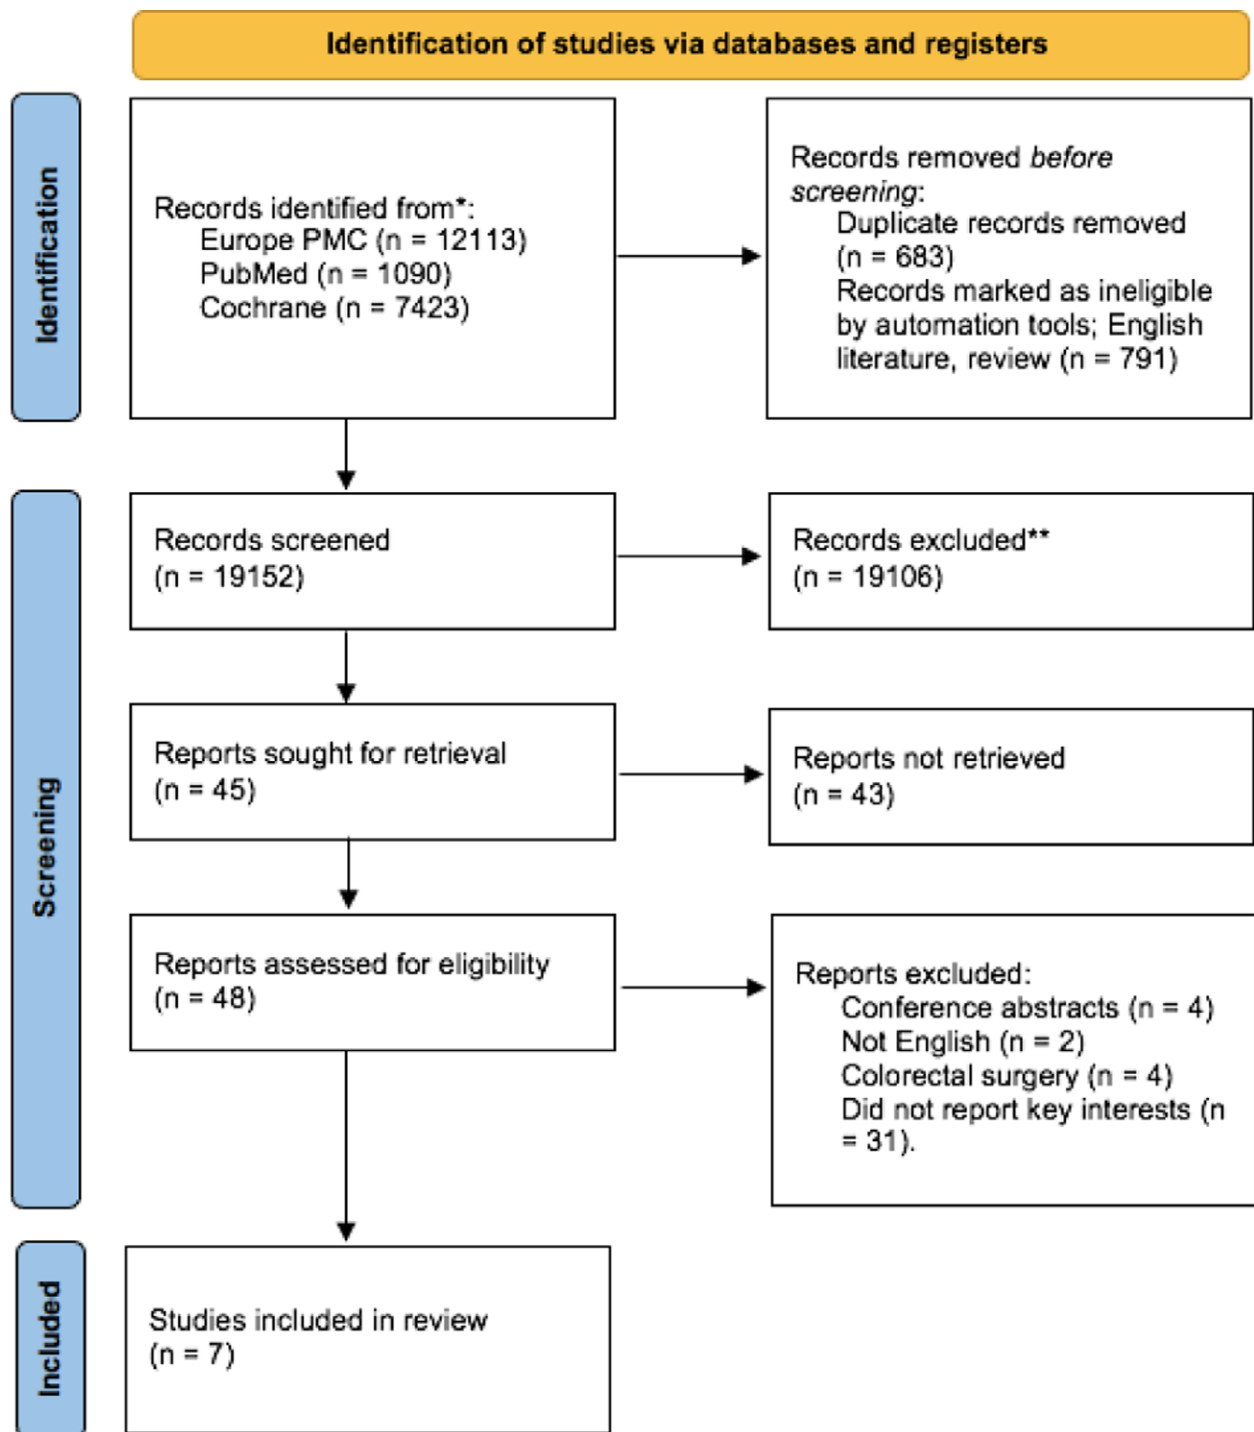 Identification of studies via databases and registers
Identification
Records identified from*:
Europe PMC (n = 12113)
PubMed (n = 1090)
Cochrane (n = 7423)
Records removed before
screening:
Duplicate records removed
(n = 683)
Records marked as ineligible
by automation tools; English
literature, review (n = 791)
Screening
Records screened
(n = 19152)
Records excluded**
(n = 19106)
Reports sought for retrieval
(n = 45)
Reports not retrieved
(n = 43)
Reports assessed for eligibility
(n = 48)
Reports excluded:
Conference abstracts (n = 4)
Not English (n = 2)
Colorectal surgery (n = 4)
Did not report key interests (n
= 31).
Included
Studies included in review
(n = 7)